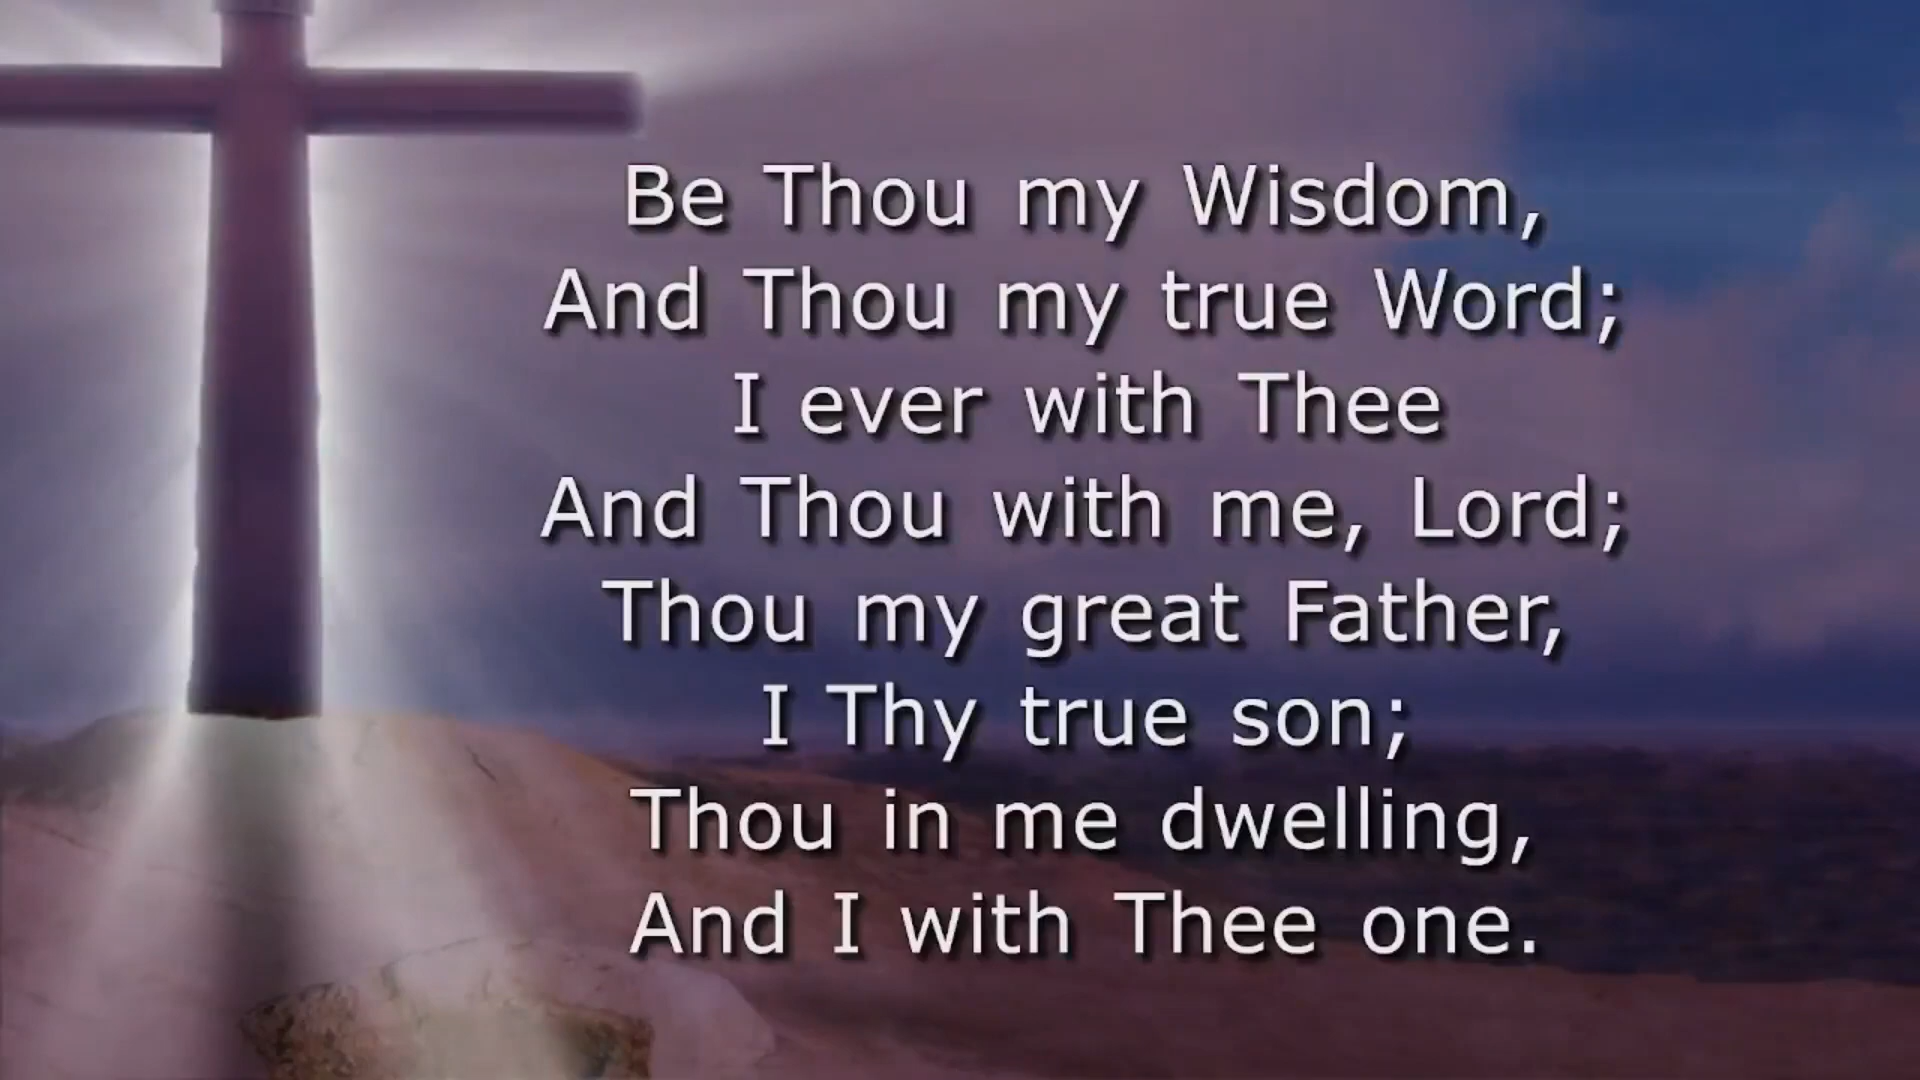 Be Thou my Wisdom,
And Thou my true Word;
I ever with Thee
And Thou with me, Lord;
Thou my great Father,
I Thy true son;
Thou in me dwelling,
And I with Thee one.